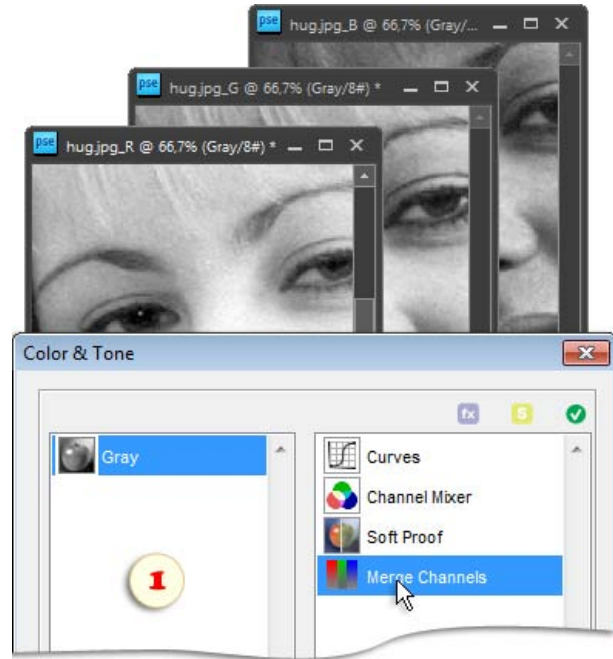 pse hug.jpg_B @ 66,7% (Gray/...
pse hug.jpg_G @ 66,7% (Gray/8#) *
pse hug.jpg_R @ 66,7% (Gray/8#) *
Color & Tone
fx S
Gray
Curves
Channel Mixer
Soft Proof
Merge Channels
1